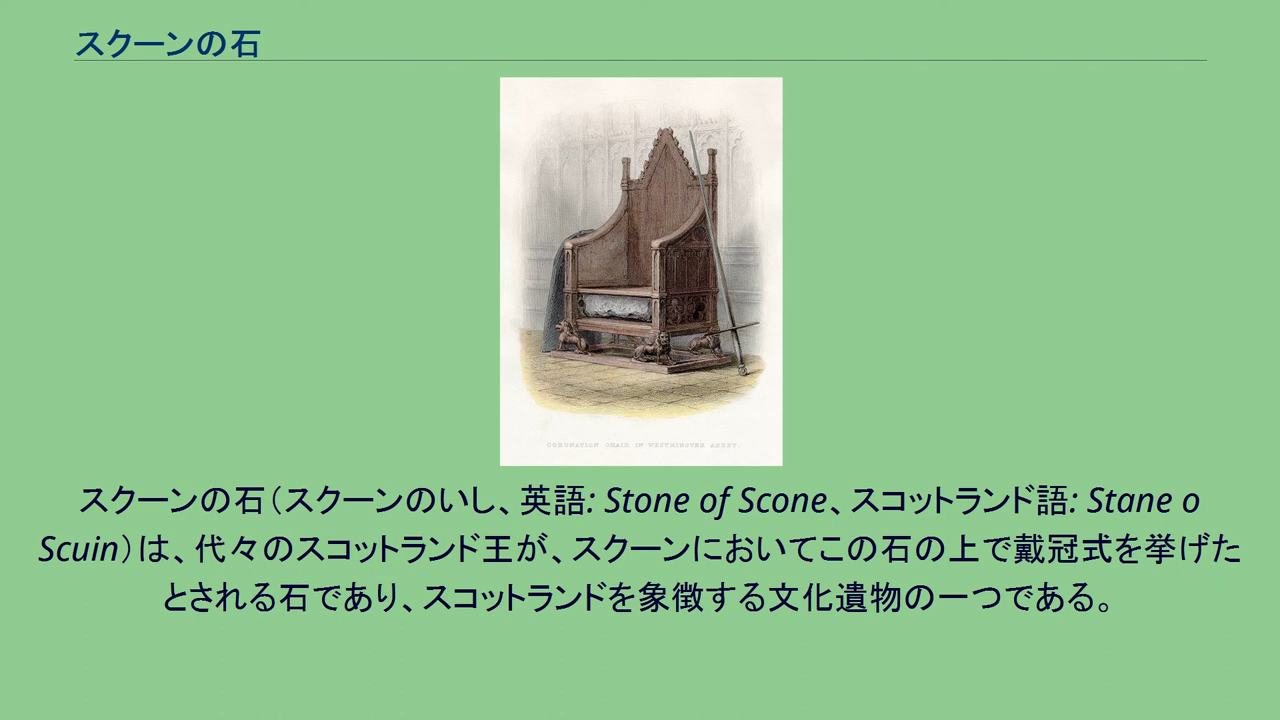 スクーンの石
CORONATION CHAIR IN WESTMINSTER ABBEY.
スクーンの石（スクーンのいし、英語: Stone of Scone、スコットランド語: Stane o
Scuin）は、代々のスコットランド王が、スクーンにおいてこの石の上で戴冠式を挙げた
とされる石であり、スコットランドを象徴する文化遺物の一つである。